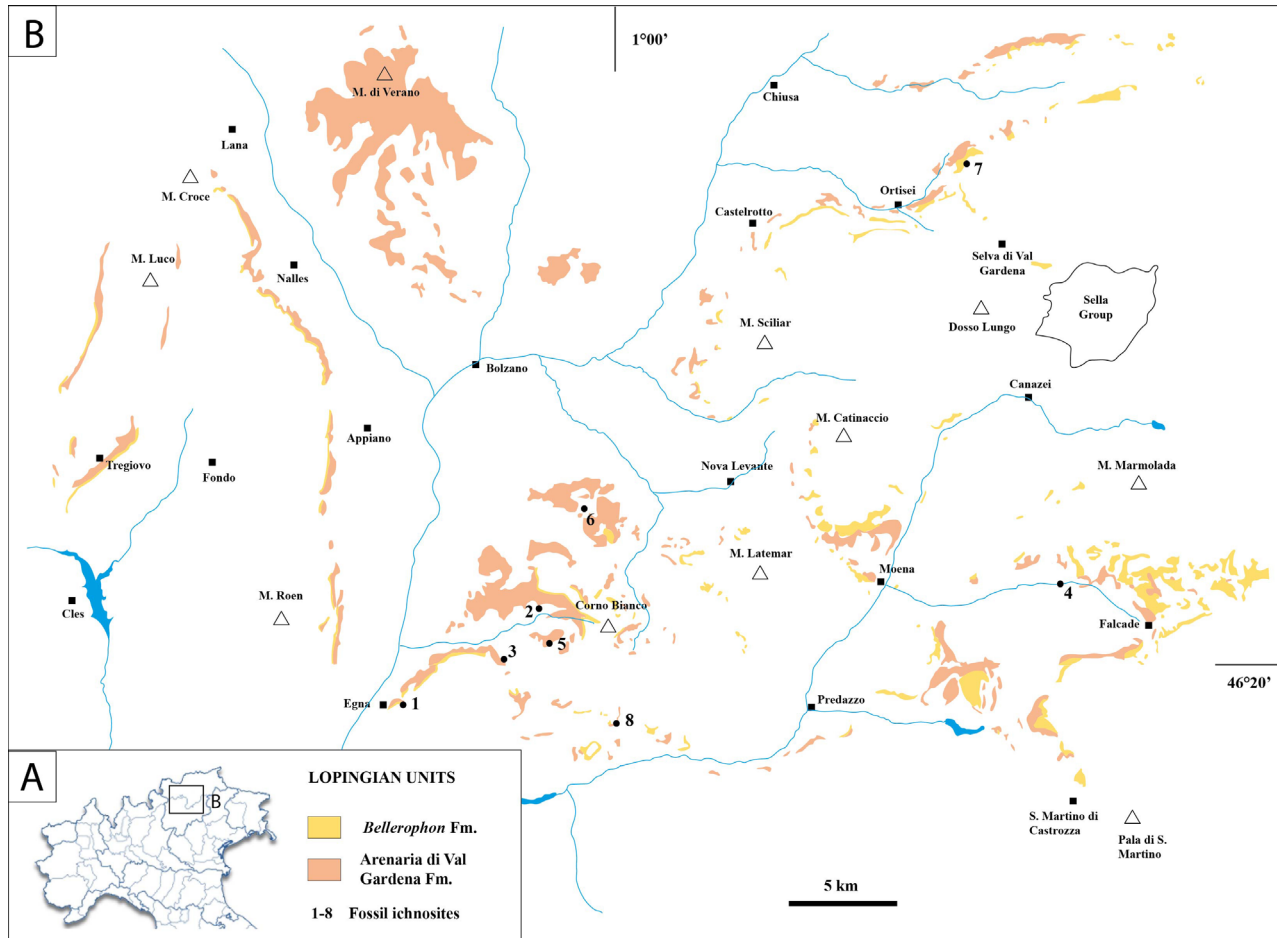 B
1°00'
M. di Verano
Chiusa
Lana
M. Croce
7
Ortisei
Castelrotto
M. Luco
Nalles
Selva di Val
Gardena
Sella
Group
Dosso Lungo
M. Sciliar
Bolzano
Canazei
Appiano
M. Catinaccio
Tregiovo
Fondo
Nova Levante
M. Marmolada
6
M. Latemar
Moena
4
Cles
M. Roen
2
Corno Bianco
Falcade
5
3
46°20'
Egna
1
8
Predazzo
A
B
LOPINGIAN UNITS
Bellerophon Fm.
Arenaria di Val
Gardena Fm.
1-8 Fossil ichnosites
S. Martino di
Castrozza
Pala di S.
Martino
5 km